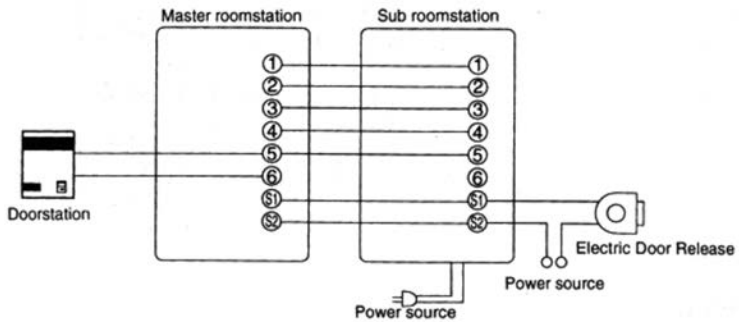 Master roomstation
Sub roomstation
1 1
2 2
3 3
4 4
5 5
6 6
S1 S1
S2 S2
Doorstation
Electric Door Release
Power source
Power source